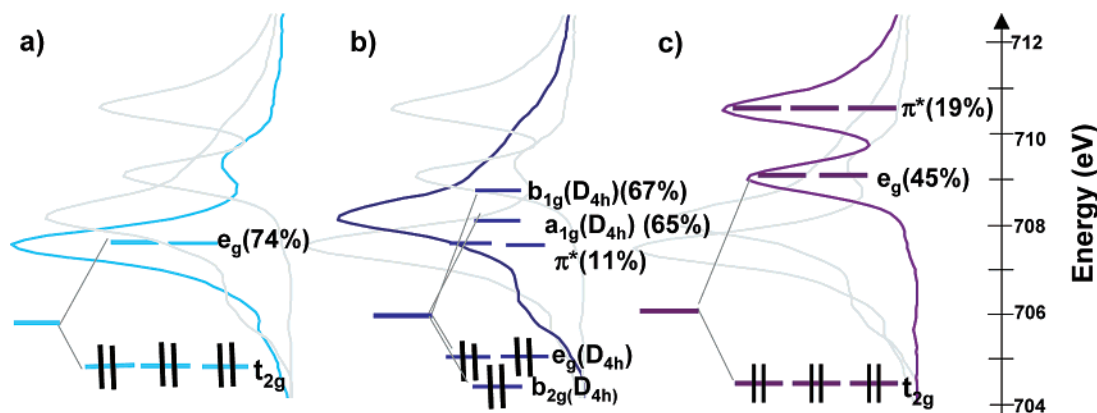 a)
e_g(74%)
t_2g
b)
b_1g(D_4h)(67%)
a_1g(D_4h) (65%)
π*(11%)
e_g(D_4h)
b_2g(D_4h)
c)
π*(19%)
e_g(45%)
t_2g
712
710
708
706
704
Energy (eV)